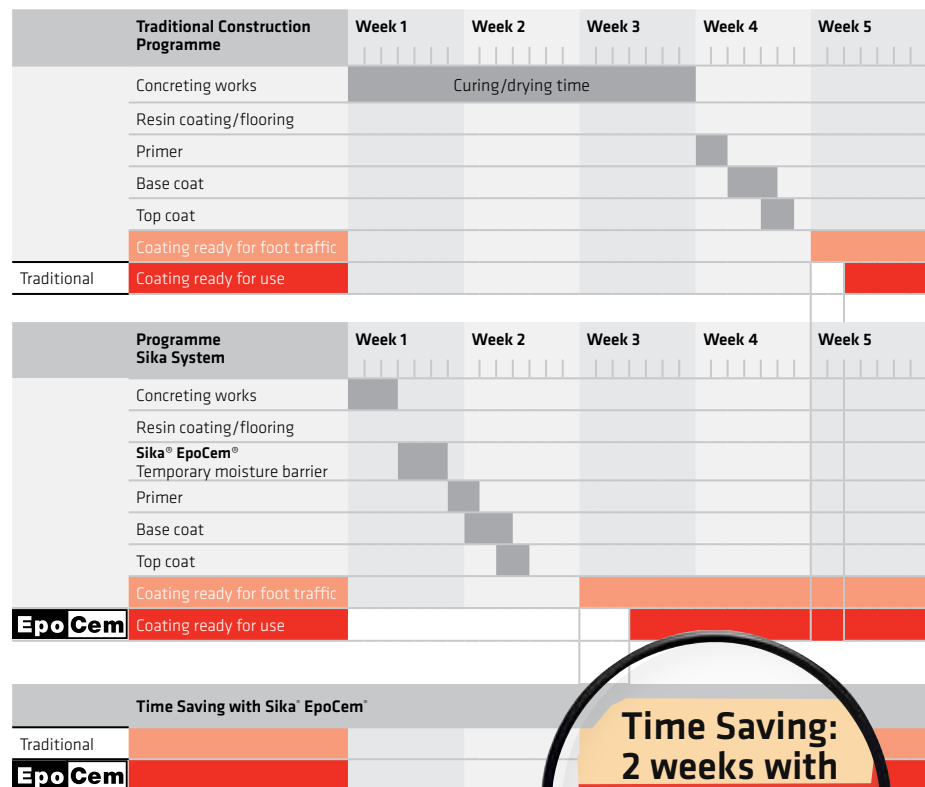 Traditional Construction
Programme
Week 1
Week 2
Week 3
Week 4
Week 5
Concreting works
Curing/drying time
Resin coating/flooring
Primer
Base coat
Top coat
Coating ready for foot traffic
Traditional
Coating ready for use
Programme
Sika System
Week 1
Week 2
Week 3
Week 4
Week 5
Concreting works
Resin coating/flooring
Sika® EpoCem®
Temporary moisture barrier
Primer
Base coat
Top coat
Coating ready for foot traffic
EpoCem
Coating ready for use
Time Saving with Sika® EpoCem®
Traditional
EpoCem
Time Saving:
2 weeks with